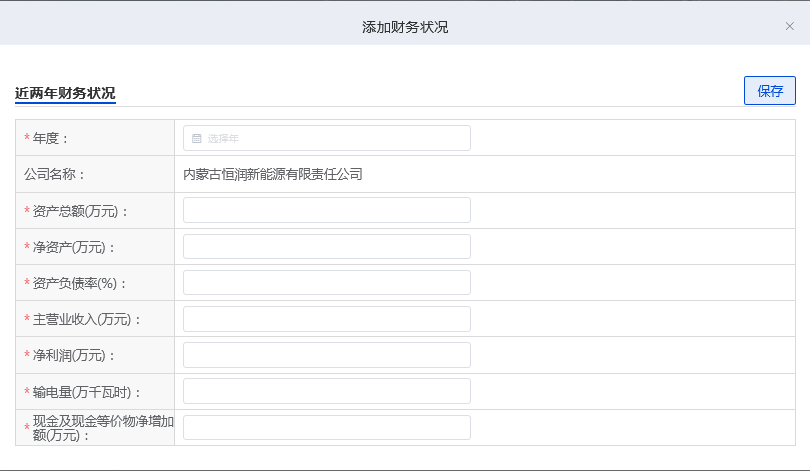 添加财务状况
近两年财务状况
保存
* 年度：
选择年
公司名称：
内蒙古恒润新能源有限责任公司
* 资产总额(万元)：
* 净资产(万元)：
* 资产负债率(%)：
* 主营业收入(万元)：
* 净利润(万元)：
* 输电量(万千瓦时)：
* 现金及现金等价物净增加
额(万元)：